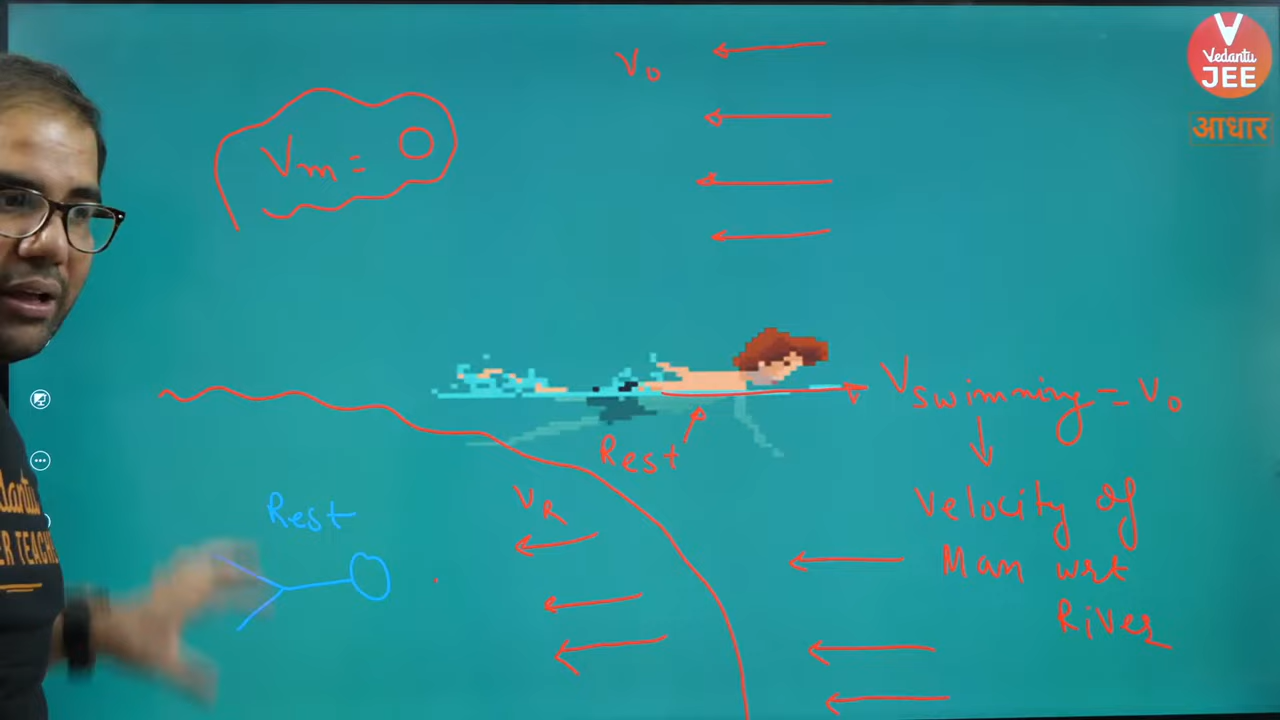 Vedantu
JEE
आधार
V₀
Vm = 0
Vswimming = V₀
Rest
Velocity of
Man wrt
River
VR
Rest